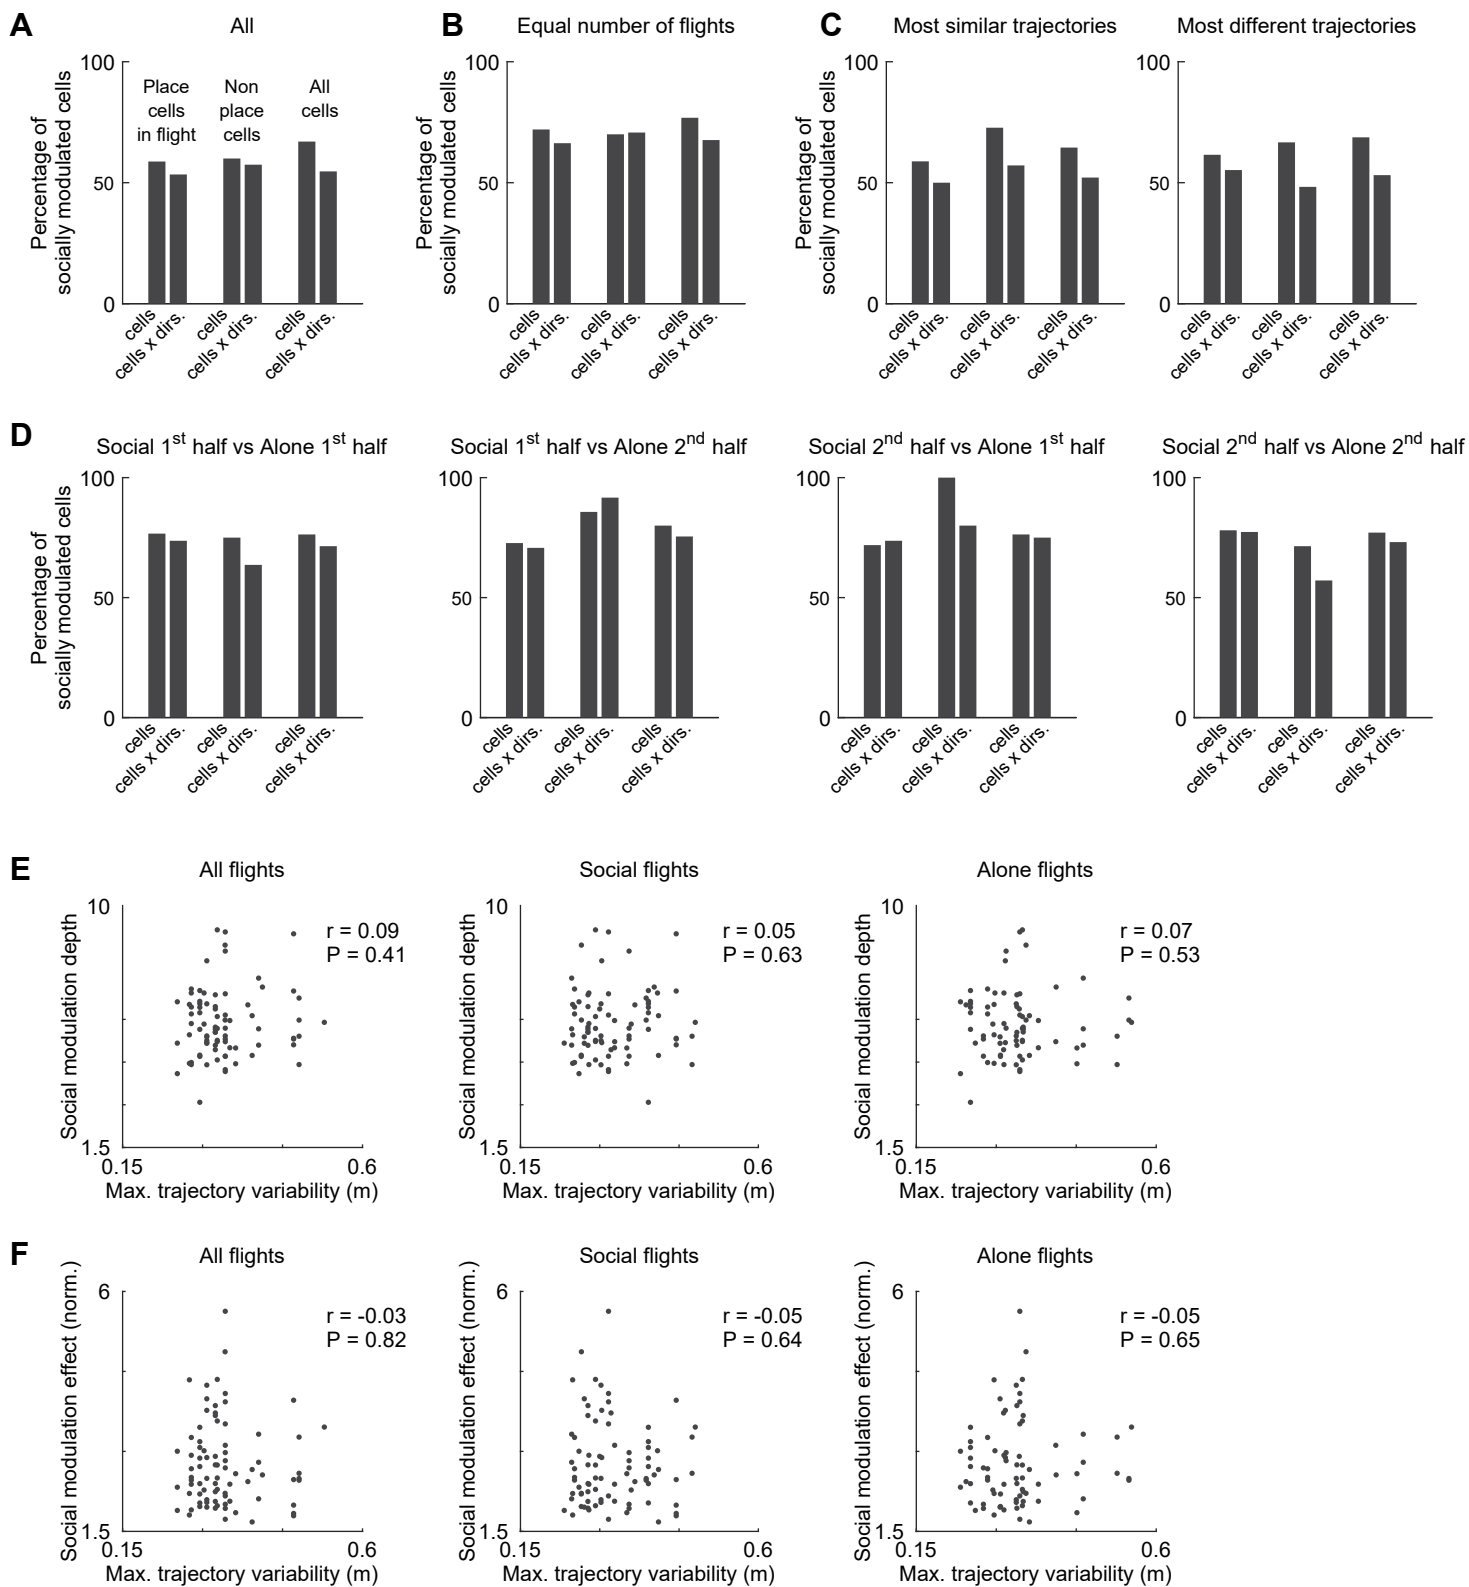 A
All
100
50
0
Percentage of
socially modulated cells
Place
cells
in flight
Non
place
cells
All
cells
cells
cells x dirs.
cells
cells x dirs.
cells
cells x dirs.
B
Equal number of flights
100
50
0
Percentage of
socially modulated cells
cells
cells x dirs.
cells
cells x dirs.
cells
cells x dirs.
C
Most similar trajectories
100
50
0
Percentage of
socially modulated cells
cells
cells x dirs.
cells
cells x dirs.
cells
cells x dirs.
Most different trajectories
100
50
0
cells
cells x dirs.
cells
cells x dirs.
cells
cells x dirs.
D
Social 1st half vs Alone 1st half
100
50
0
Percentage of
socially modulated cells
cells
cells x dirs.
cells
cells x dirs.
cells
cells x dirs.
Social 1st half vs Alone 2nd half
100
50
0
cells
cells x dirs.
cells
cells x dirs.
cells
cells x dirs.
Social 2nd half vs Alone 1st half
100
50
0
cells
cells x dirs.
cells
cells x dirs.
cells
cells x dirs.
Social 2nd half vs Alone 2nd half
100
50
0
cells
cells x dirs.
cells
cells x dirs.
cells
cells x dirs.
E
All flights
10
1.5
Social modulation depth
r = 0.09
P = 0.41
0.15
0.6
Max. trajectory variability (m)
Social flights
10
1.5
Social modulation depth
r = 0.05
P = 0.63
0.15
0.6
Max. trajectory variability (m)
Alone flights
10
1.5
Social modulation depth
r = 0.07
P = 0.53
0.15
0.6
Max. trajectory variability (m)
F
All flights
6
1.5
Social modulation effect (norm.)
r = -0.03
P = 0.82
0.15
0.6
Max. trajectory variability (m)
Social flights
6
1.5
Social modulation effect (norm.)
r = -0.05
P = 0.64
0.15
0.6
Max. trajectory variability (m)
Alone flights
6
1.5
Social modulation effect (norm.)
r = -0.05
P = 0.65
0.15
0.6
Max. trajectory variability (m)